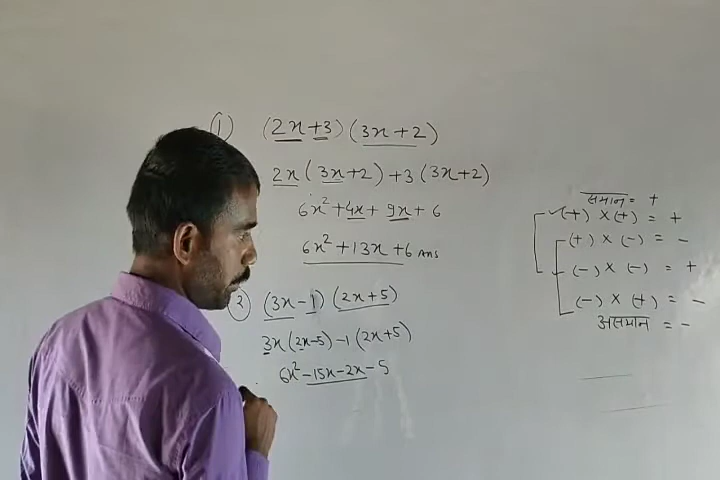 ① (2x+3)(3x+2)
2x(3x+2)+3(3x+2)
6x²+4x+9x+6
6x²+13x+6 Ans
② (3x-1)(2x+5)
3x(2x-5)-1(2x+5)
6x²-15x-2x-5
समान = +
(+) × (+) = +
(+) × (-) = -
(-) × (-) = +
(-) × (+) = -
असमान = -